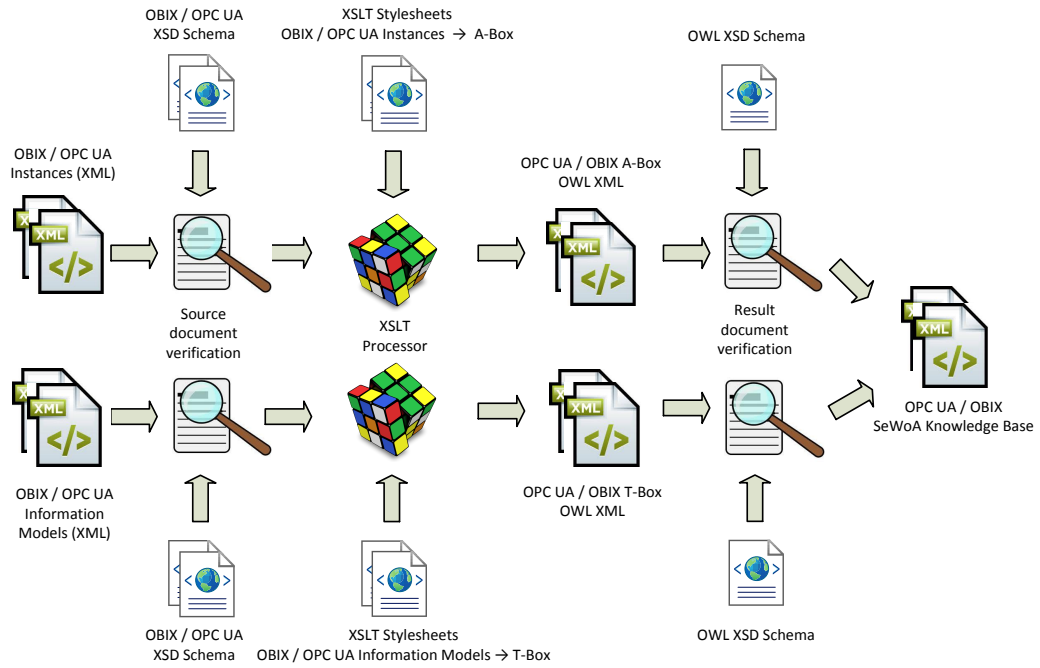 OBIX / OPC UA
XSD Schema
XSLT Stylesheets
OBIX / OPC UA Instances → A-Box
OWL XSD Schema
OBIX / OPC UA
Instances (XML)
OPC UA / OBIX A-Box
OWL XML
X
XML
</>
X
XML
</>
Source
document
verification
XSLT
Processor
Result
document
verification
X
XML
</>
OPC UA / OBIX
SeWoA Knowledge Base
X
XML
</>
X
XML
</>
OBIX / OPC UA
Information
Models (XML)
OPC UA / OBIX T-Box
OWL XML
OBIX / OPC UA
XSD Schema
XSLT Stylesheets
OBIX / OPC UA Information Models → T-Box
OWL XSD Schema